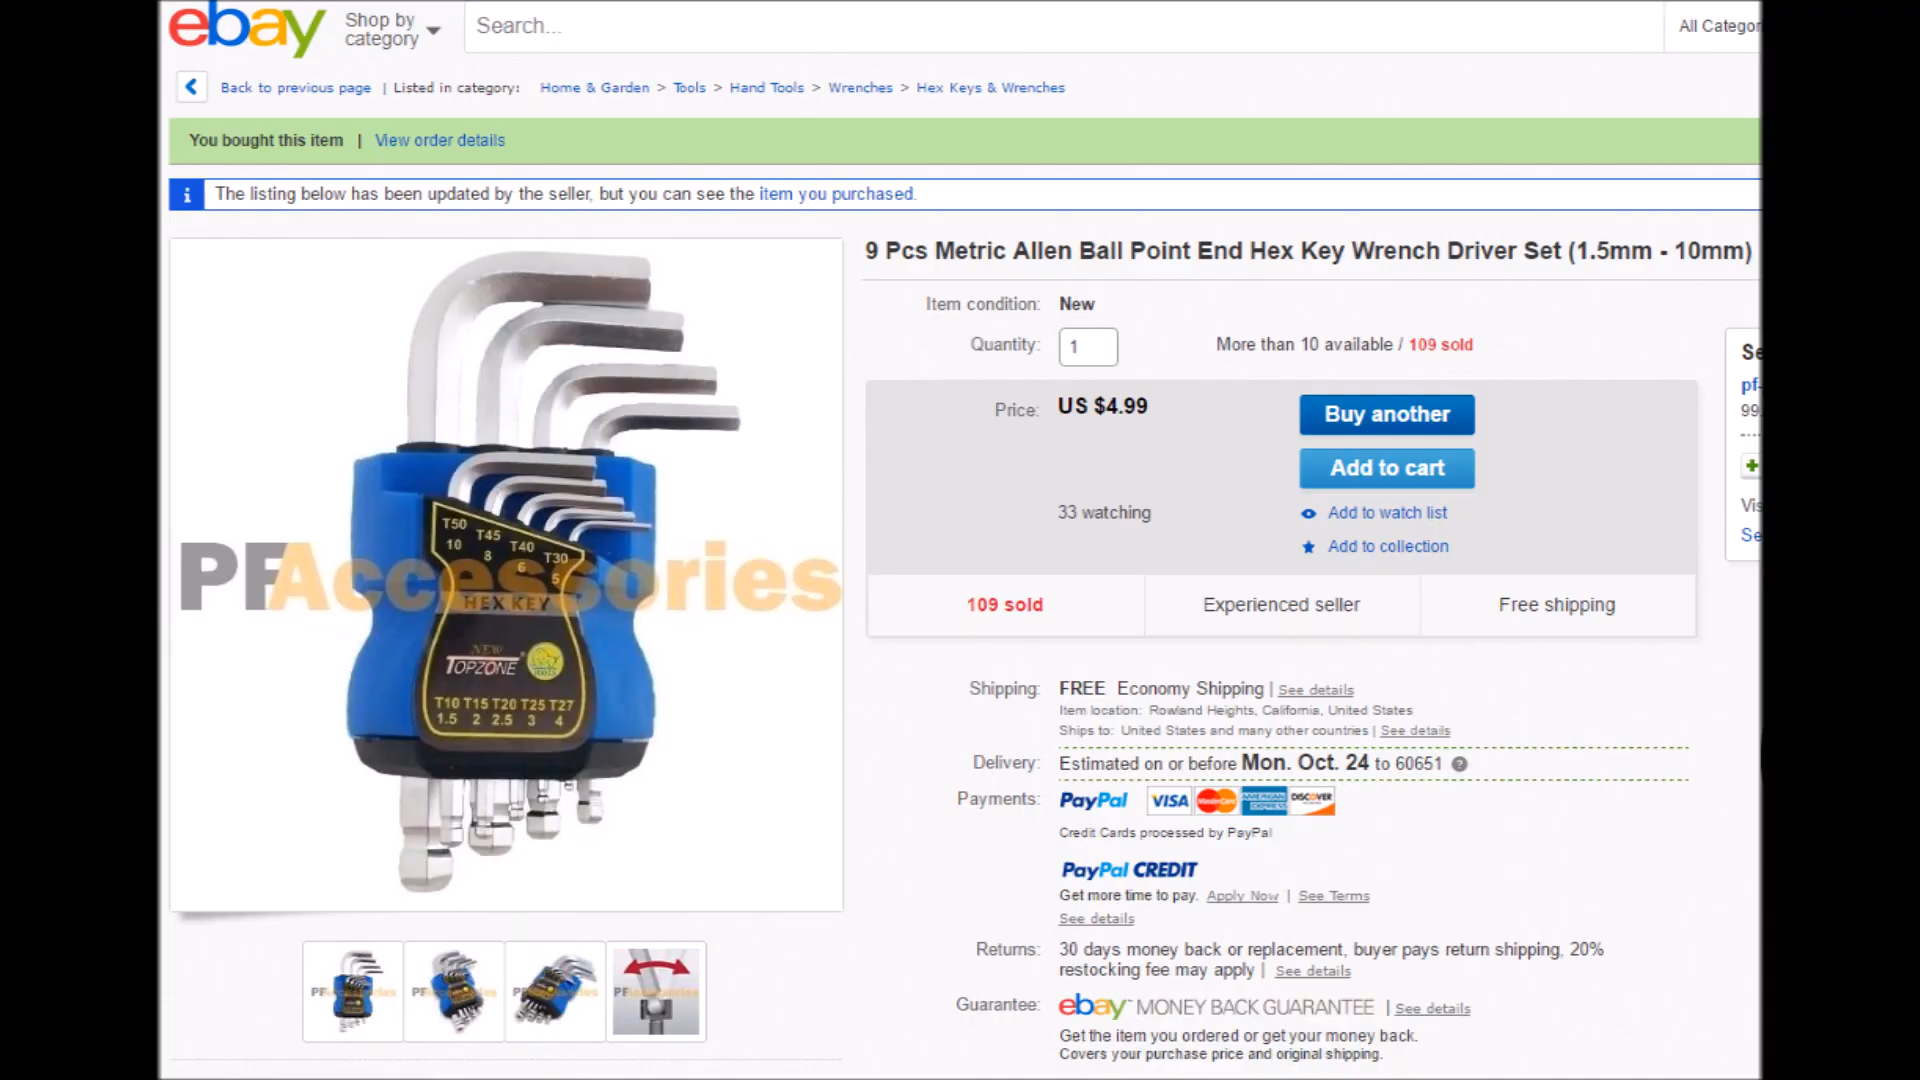 ebay
Shop by
category
Search...
Back to previous page | Listed in category: Home & Garden > Tools > Hand Tools > Wrenches > Hex Keys & Wrenches
You bought this item | View order details
i The listing below has been updated by the seller, but you can see the item you purchased.
9 Pcs Metric Allen Ball Point End Hex Key Wrench Driver Set (1.5mm - 10mm)
Item condition: New
Quantity: 1 More than 10 available / 109 sold
Price: US $4.99
Buy another
Add to cart
33 watching
Add to watch list
Add to collection
109 sold Experienced seller Free shipping
Shipping: FREE Economy Shipping | See details
Item location: Rowland Heights, California, United States
Ships to: United States and many other countries | See details
Delivery: Estimated on or before Mon. Oct. 24 to 60651 ?
Payments: PayPal VISA MasterCard AMERICAN EXPRESS DISCOVER
Credit Cards processed by PayPal
PayPal CREDIT
Get more time to pay. Apply Now | See Terms
See details
Returns: 30 days money back or replacement, buyer pays return shipping, 20%
restocking fee may apply | See details
Guarantee: ebay MONEY BACK GUARANTEE | See details
Get the item you ordered or get your money back.
Covers your purchase price and original shipping.
T50 T45 T40 T30
10 8 6 5
PFAccessories
HEX KEY
NEW
TOPZONE
TOOLS
T10 T15 T20 T25 T27
1.5 2 2.5 3 4
PFAccessories
PFAccessories
PFAccessories
PFAccessories